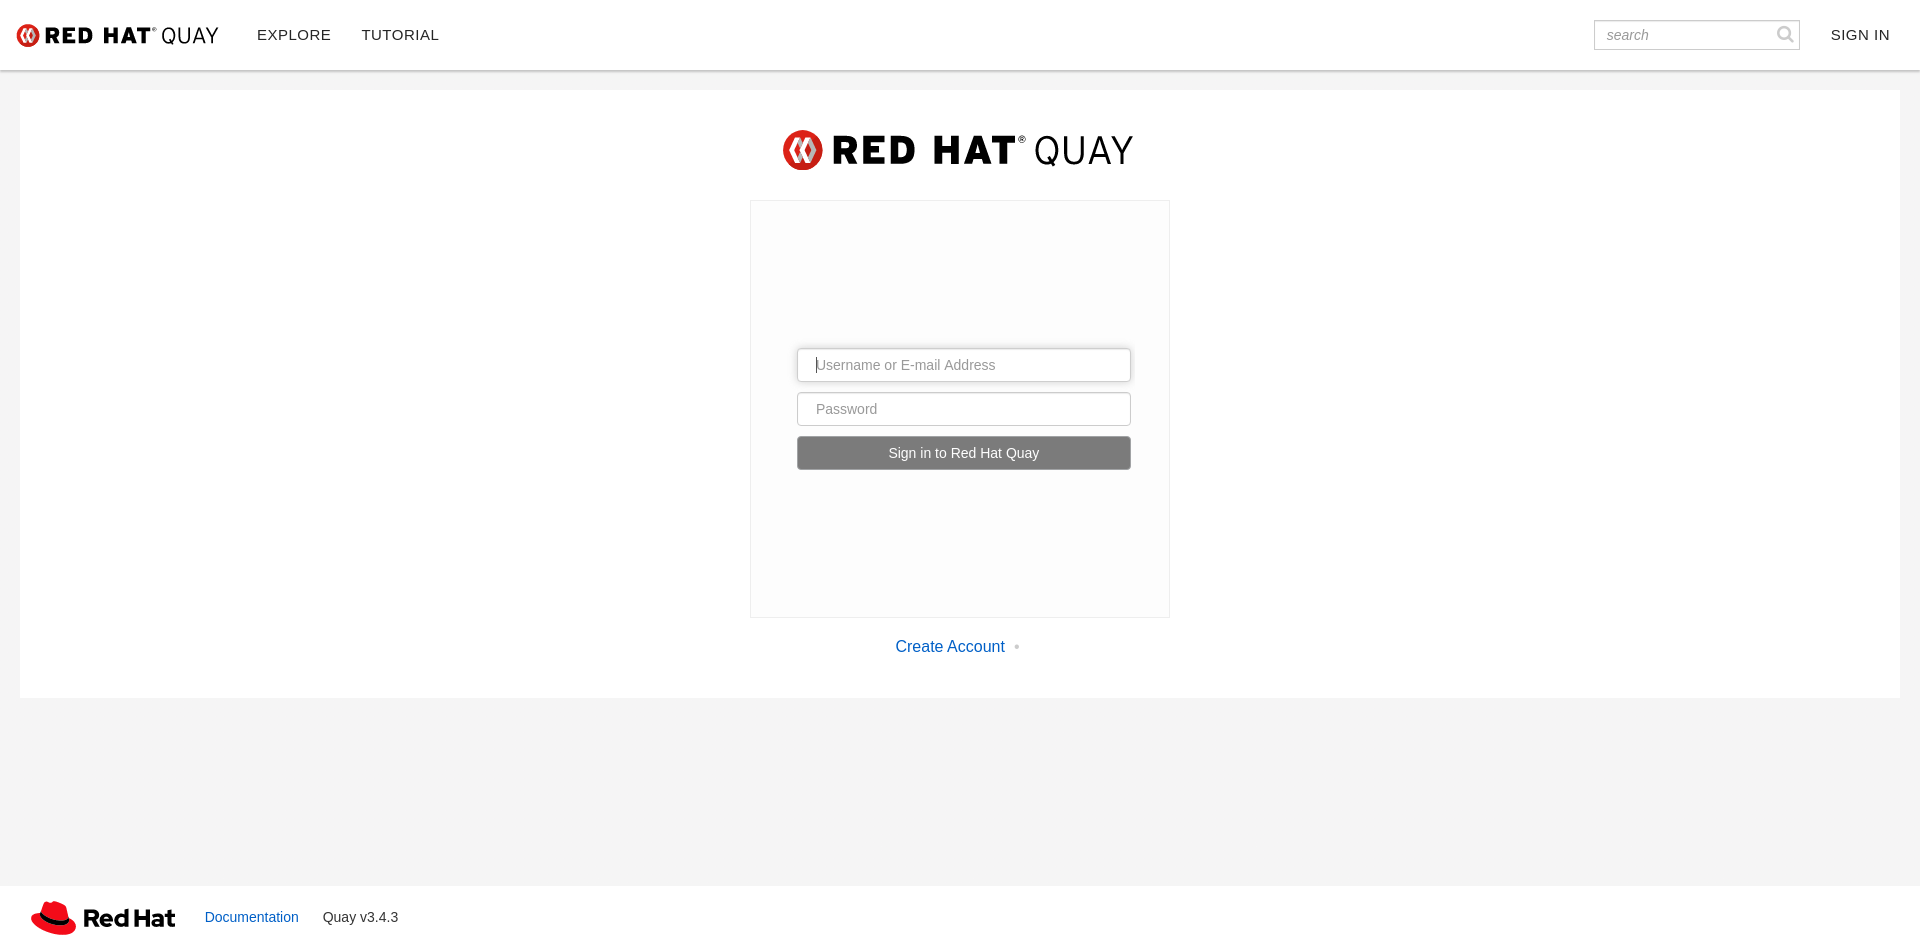 RED HAT® QUAY EXPLORE TUTORIAL search SIGN IN
RED HAT® QUAY
Username or E-mail Address
Password
Sign in to Red Hat Quay
Create Account •
Red Hat Documentation Quay v3.4.3